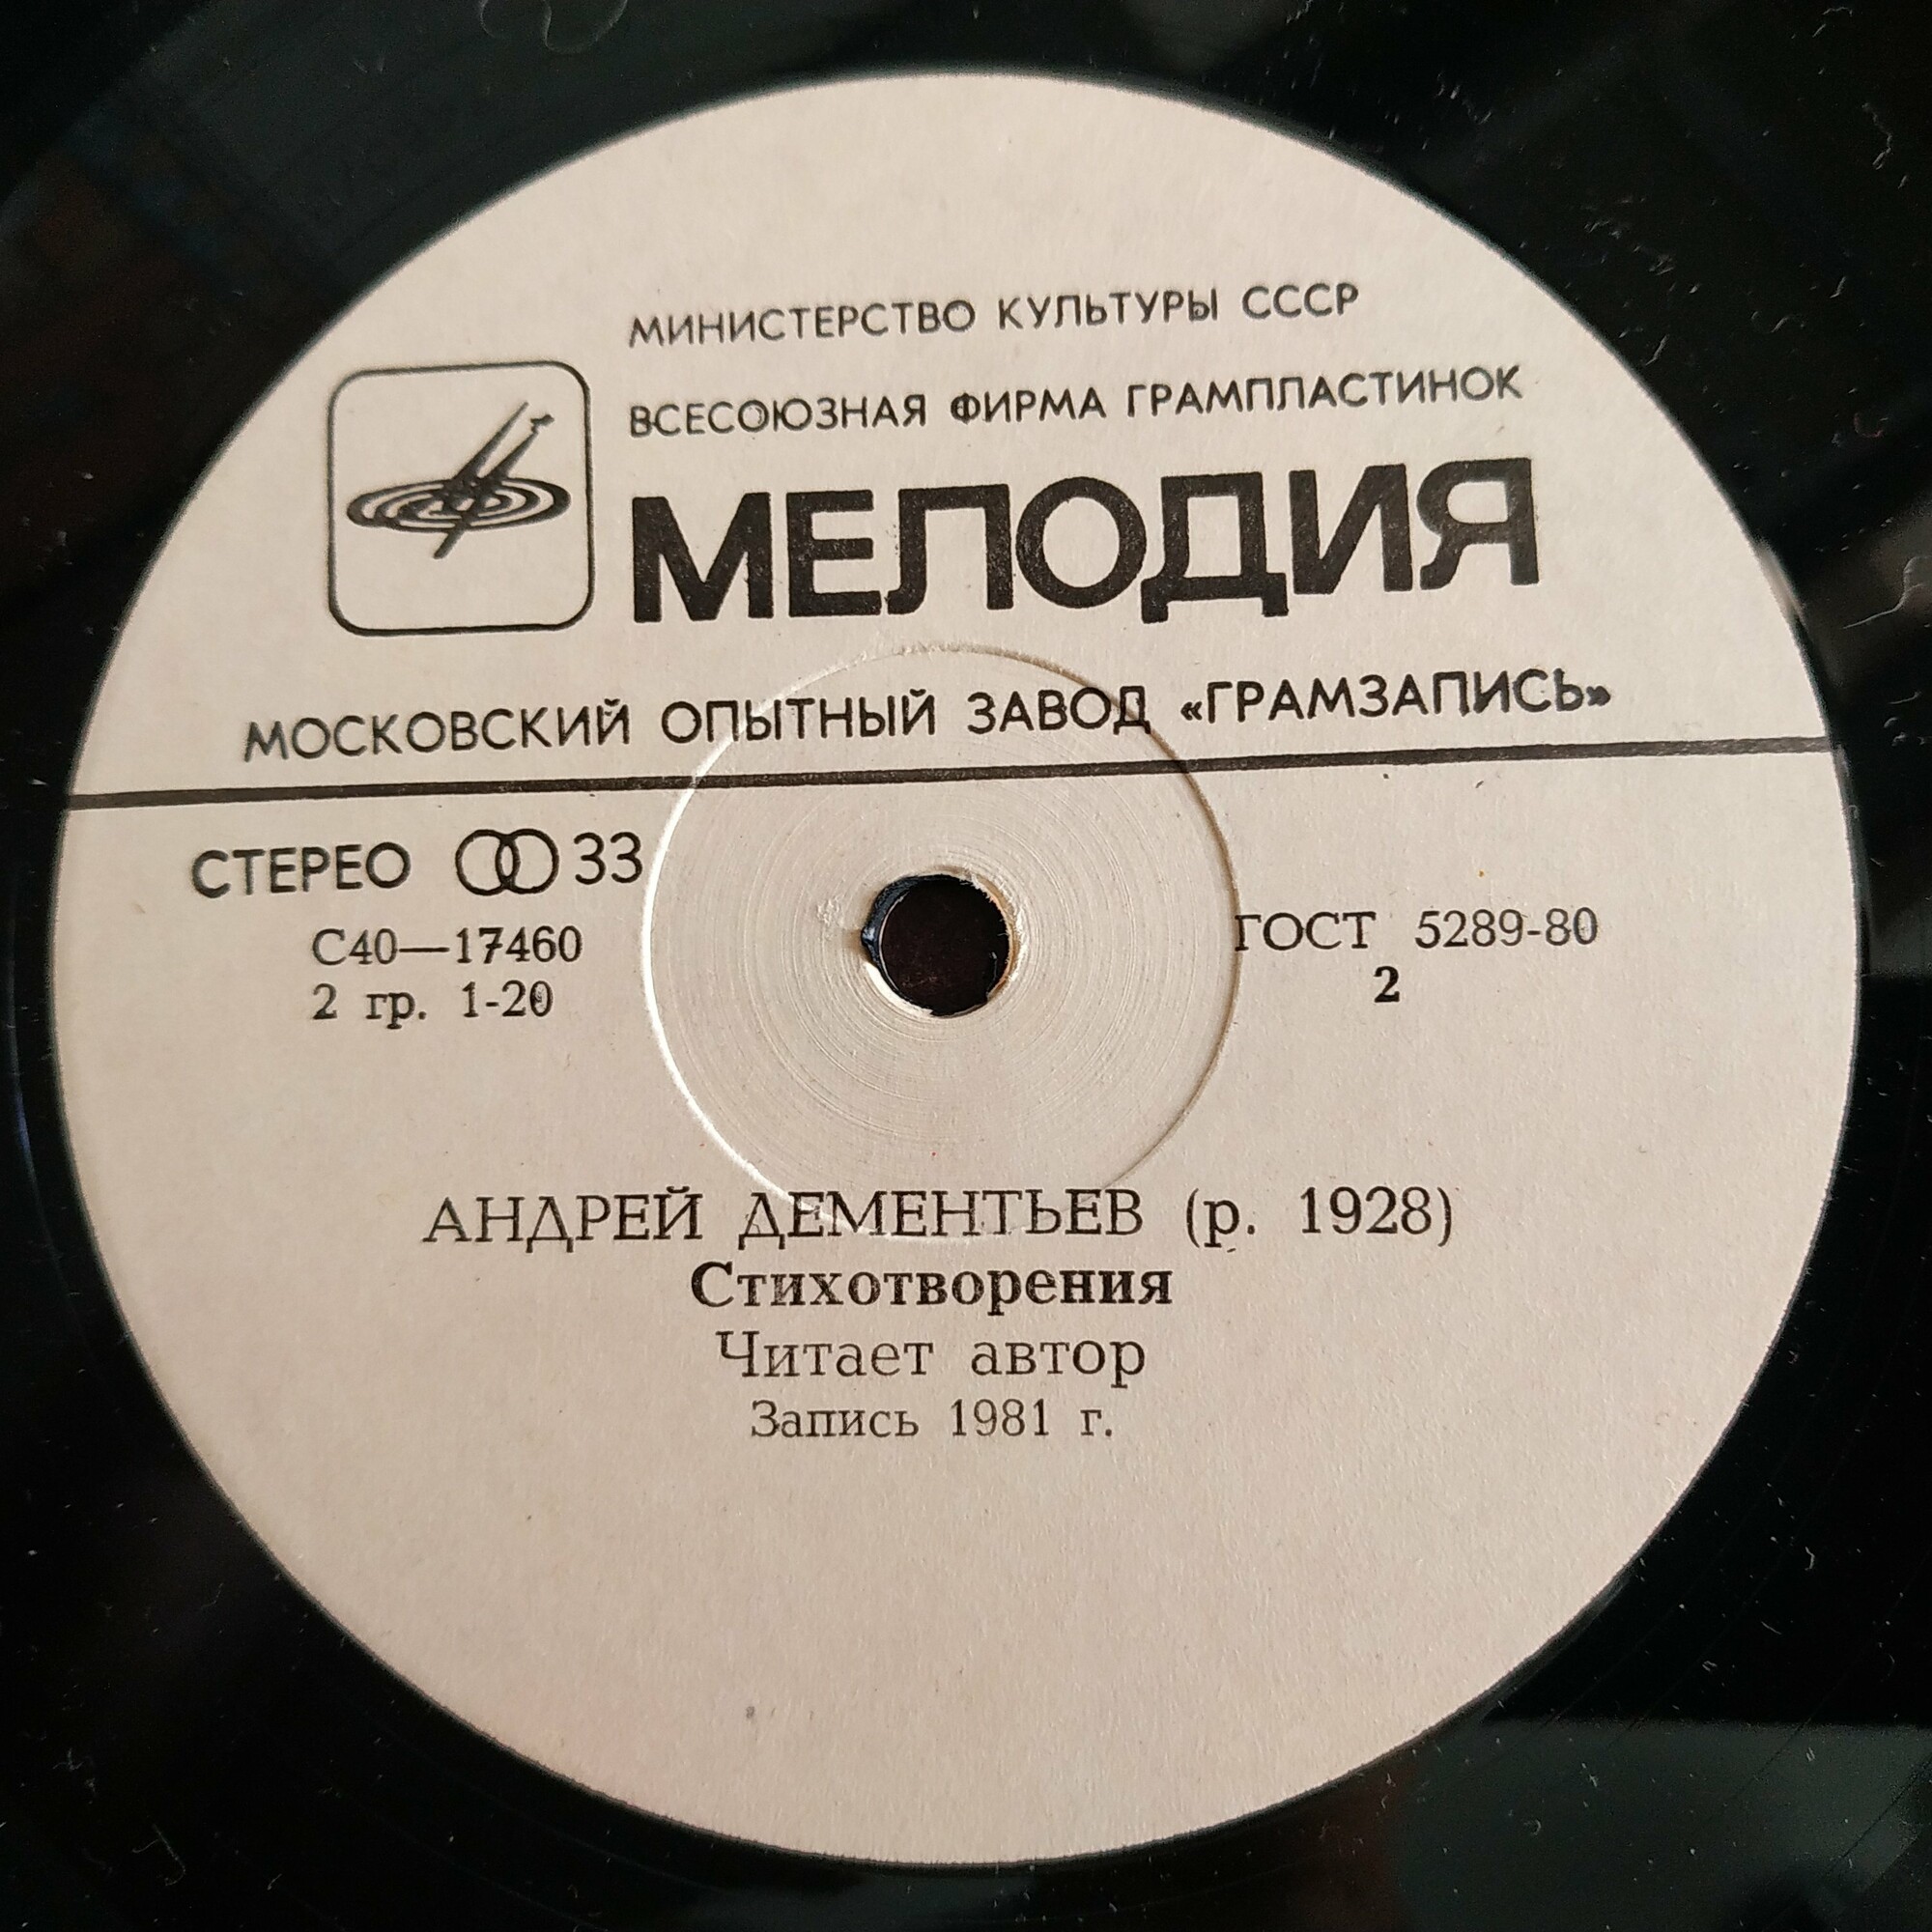 МИНИСТЕРСТВО КУЛЬТУРЫ СССР
ВСЕСОЮЗНАЯ ФИРМА ГРАМПЛАСТИНОК
МЕЛОДИЯ
МОСКОВСКИЙ ОПЫТНЫЙ ЗАВОД «ГРАМЗАПИСЬ»
СТЕРЕО 33
С40—17460
2 гр. 1-20
ГОСТ 5289-80
2
АНДРЕЙ ДЕМЕНТЬЕВ (р. 1928)
Стихотворения
Читает автор
Запись 1981 г.